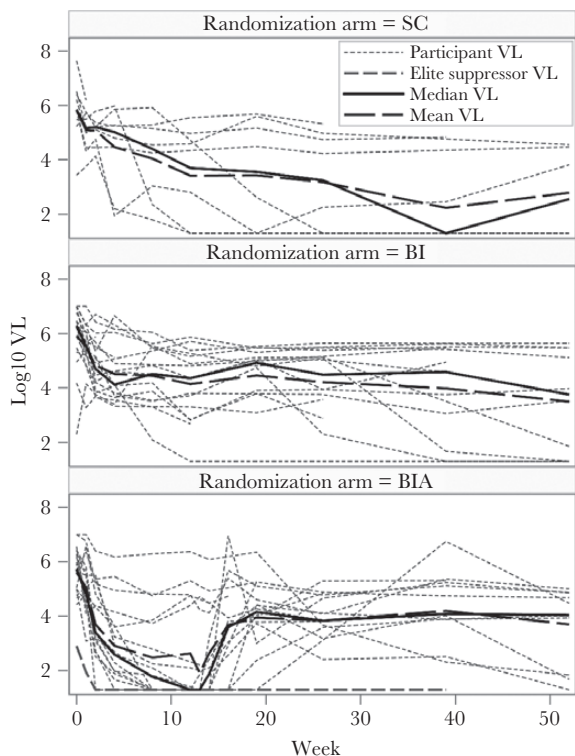 Randomization arm = SC
8
6
4
2
Participant VL
Elite suppressor VL
Median VL
Mean VL
Randomization arm = BI
8
6
4
2
Log10 VL
Randomization arm = BIA
8
6
4
2
0 10 20 30 40 50
Week